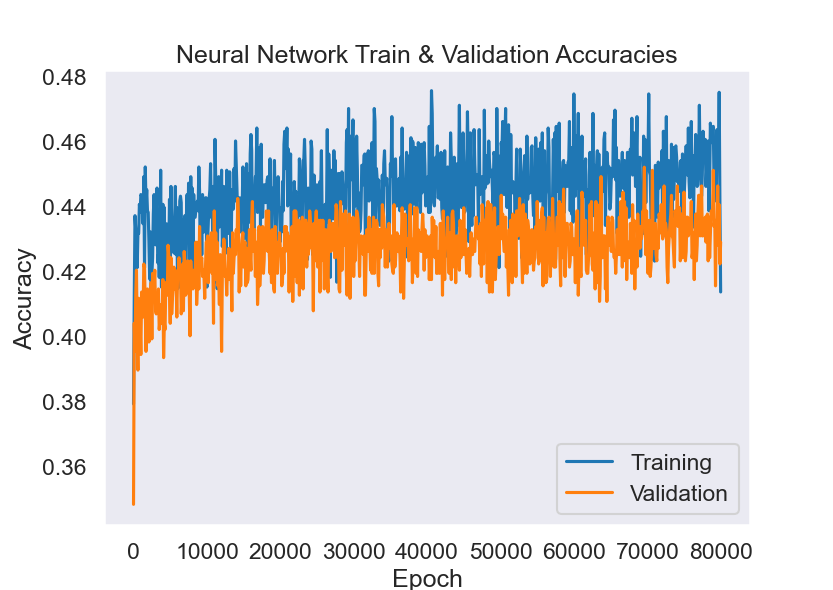 Neural Network Train & Validation Accuracies
0.48
0.46
0.44
0.42
0.40
0.38
0.36
Accuracy
Training
Validation
0 10000 20000 30000 40000 50000 60000 70000 80000
Epoch